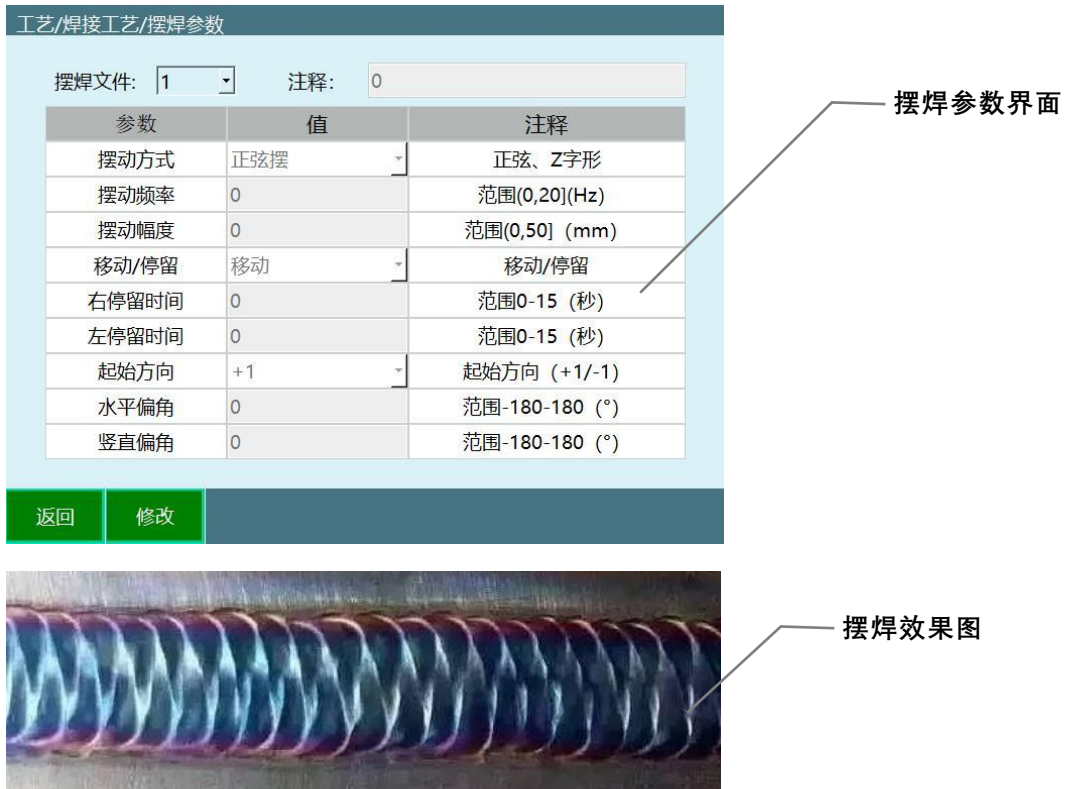 工艺/焊接工艺/摆焊参数
摆焊文件: 1 注释: 0
摆焊参数界面
参数 值 注释
摆动方式 正弦摆 正弦、Z字形
摆动频率 0 范围(0,20](Hz)
摆动幅度 0 范围(0,50]（mm）
移动/停留 移动 移动/停留
右停留时间 0 范围0-15（秒）
左停留时间 0 范围0-15（秒）
起始方向 +1 起始方向（+1/-1）
水平偏角 0 范围-180-180（°）
竖直偏角 0 范围-180-180（°）
返回 修改
摆焊效果图